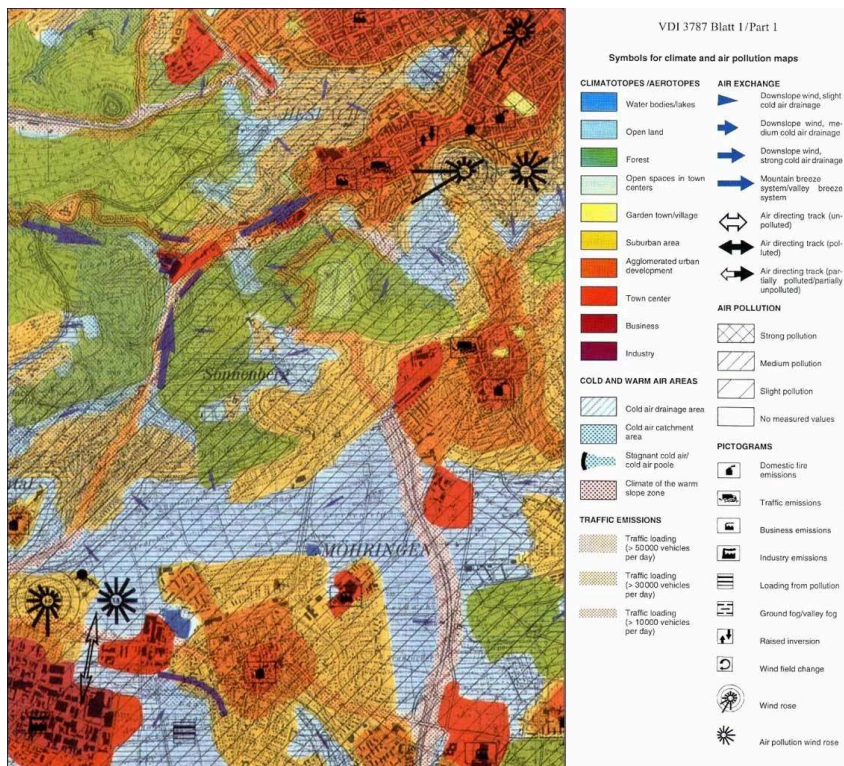 HESLACH
Sonnenberg
MÖHRINGEN
VDI 3787 Blatt 1/Part 1
Symbols for climate and air pollution maps
CLIMATOTOPES /AEROTOPES
Water bodies/lakes
Open land
Forest
Open spaces in town
centers
Garden town/village
Suburban area
Agglomerated urban
development
Town center
Business
Industry
COLD AND WARM AIR AREAS
Cold air drainage area
Cold air catchment
area
Stagnant cold air/
cold air poole
Climate of the warm
slope zone
TRAFFIC EMISSIONS
Traffic loading
(> 50000 vehicles
per day)
Traffic loading
(> 30000 vehicles
per day)
Traffic loading
(> 10000 vehicles
per day)
AIR EXCHANGE
Downslope wind, slight
cold air drainage
Downslope wind, me-
dium cold air drainage
Downslope wind,
strong cold air drainage
Mountain breeze
system/valley breeze
system
Air directing track (un-
polluted)
Air directing track (pol-
luted)
Air directing track (par-
tially polluted/partially
unpolluted)
AIR POLLUTION
Strong pollution
Medium pollution
Slight pollution
No measured values
PICTOGRAMS
Domestic fire
emissions
Traffic emissions
Business emissions
Industry emissions
Loading from pollution
Ground fog/valley fog
Raised inversion
Wind field change
Wind rose
Air pollution wind rose